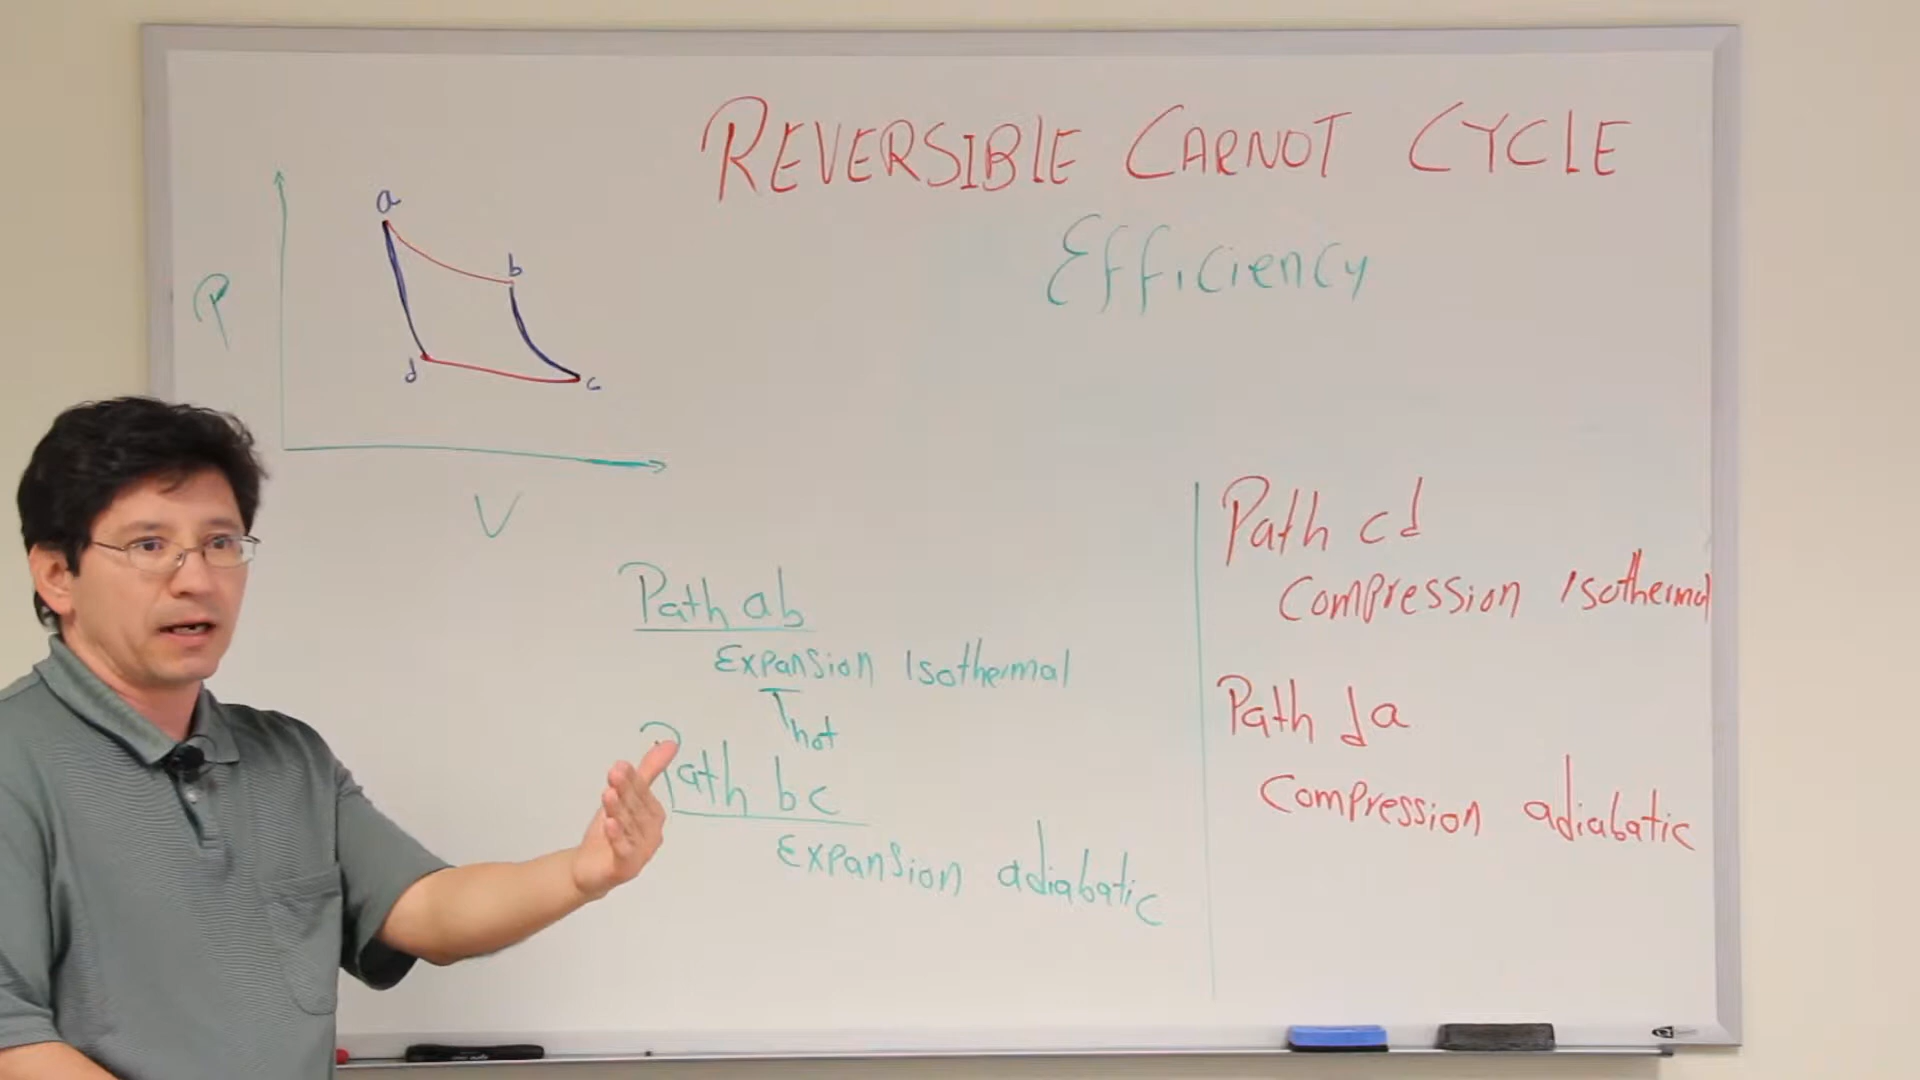 REVERSIBLE CARNOT CYCLE
Efficiency
a
b
P
d
c
V
Path ab
Expansion Isothermal
T hot
Path bc
Expansion adiabatic
Path cd
Compression Isothermal
Path da
Compression adiabatic